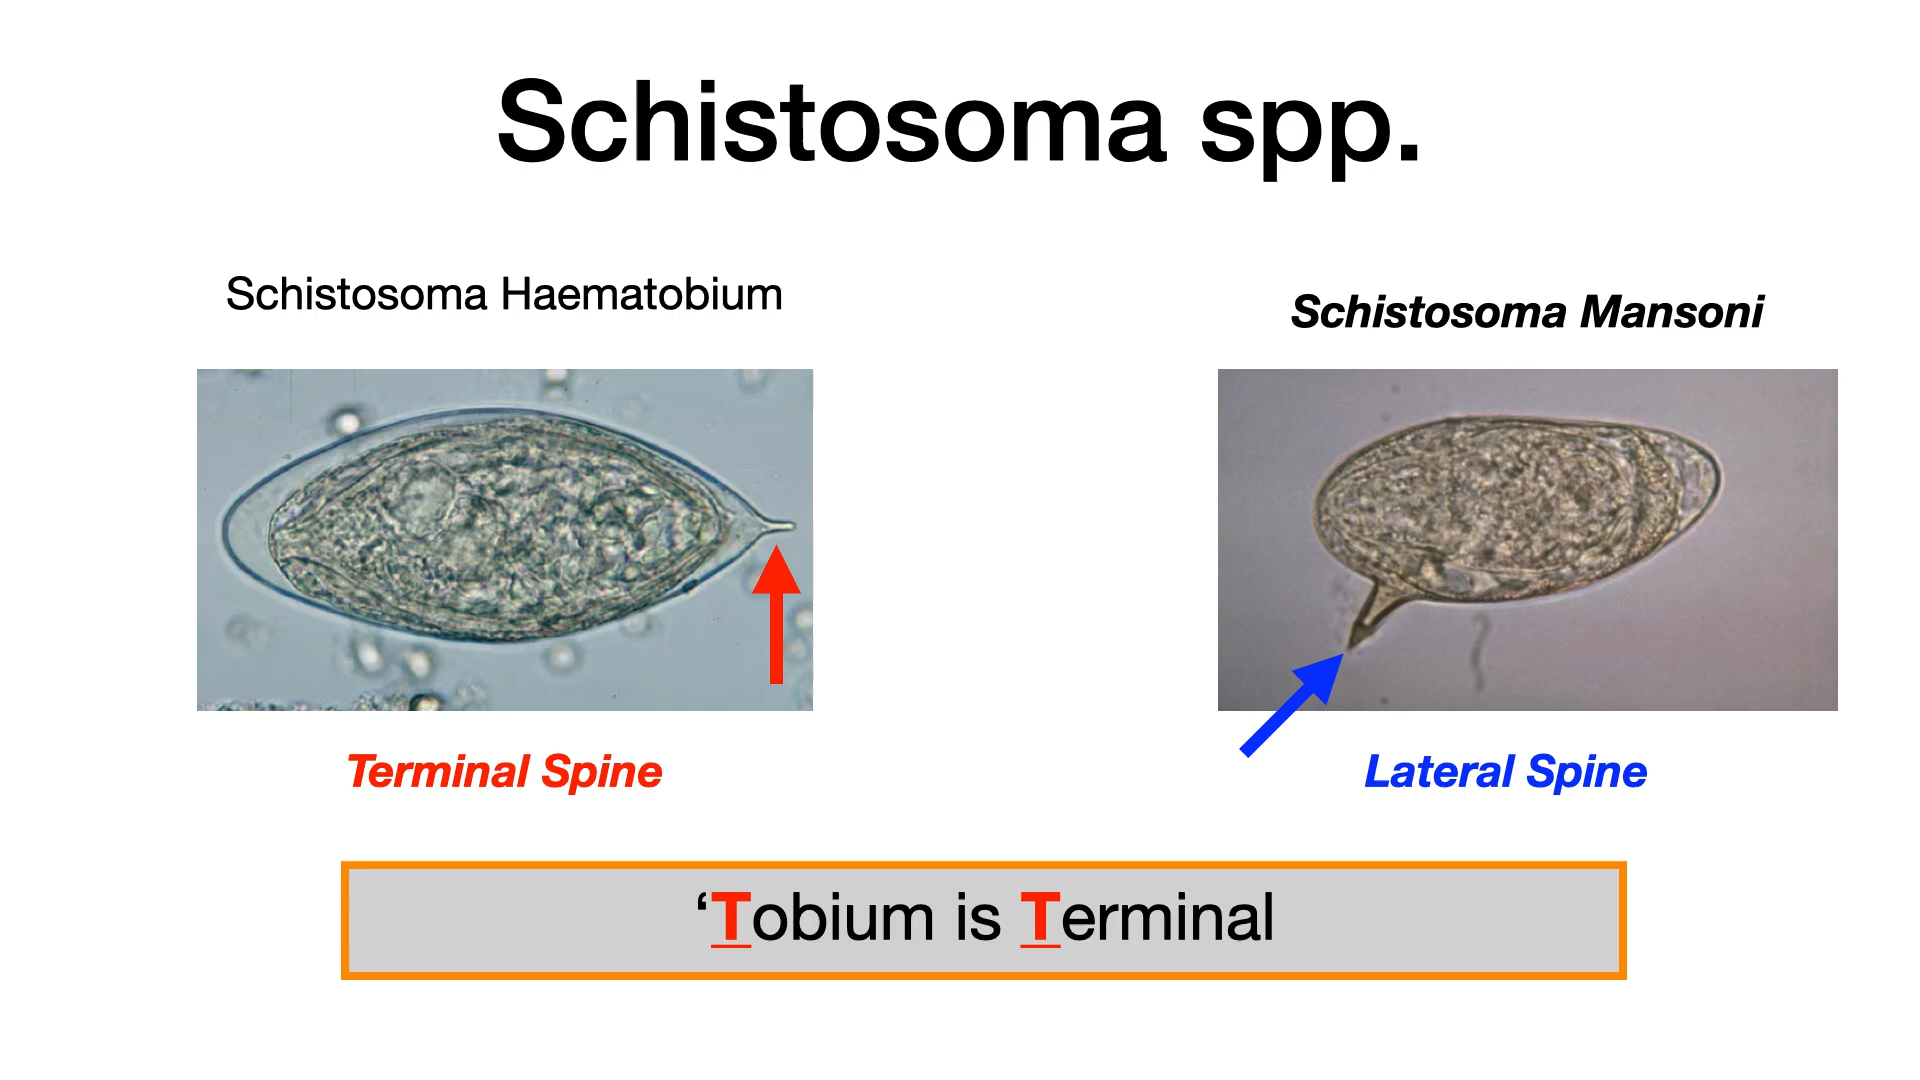 Schistosoma spp.
Schistosoma Haematobium
Schistosoma Mansoni
Terminal Spine
Lateral Spine
‘Tobium is Terminal